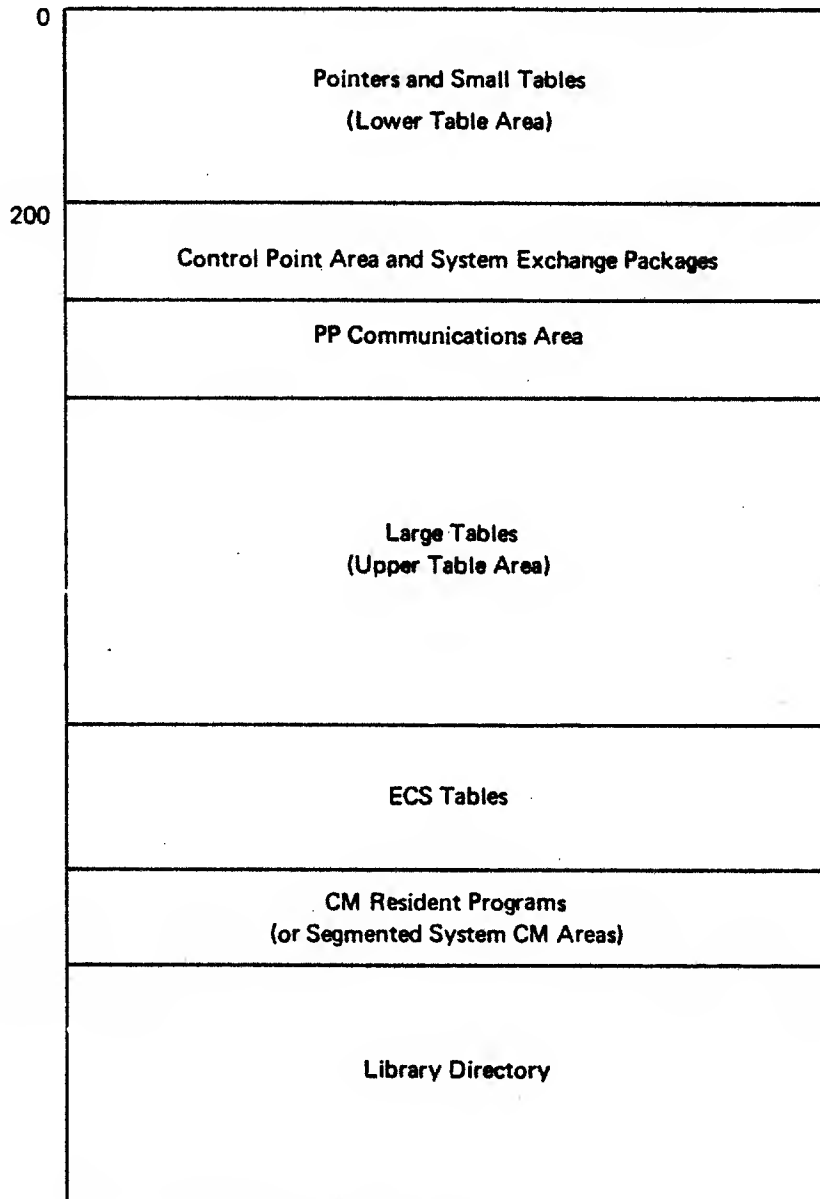 0
Pointers and Small Tables
(Lower Table Area)
200
Control Point Area and System Exchange Packages
PP Communications Area
Large Tables
(Upper Table Area)
ECS Tables
CM Resident Programs
(or Segmented System CM Areas)
Library Directory